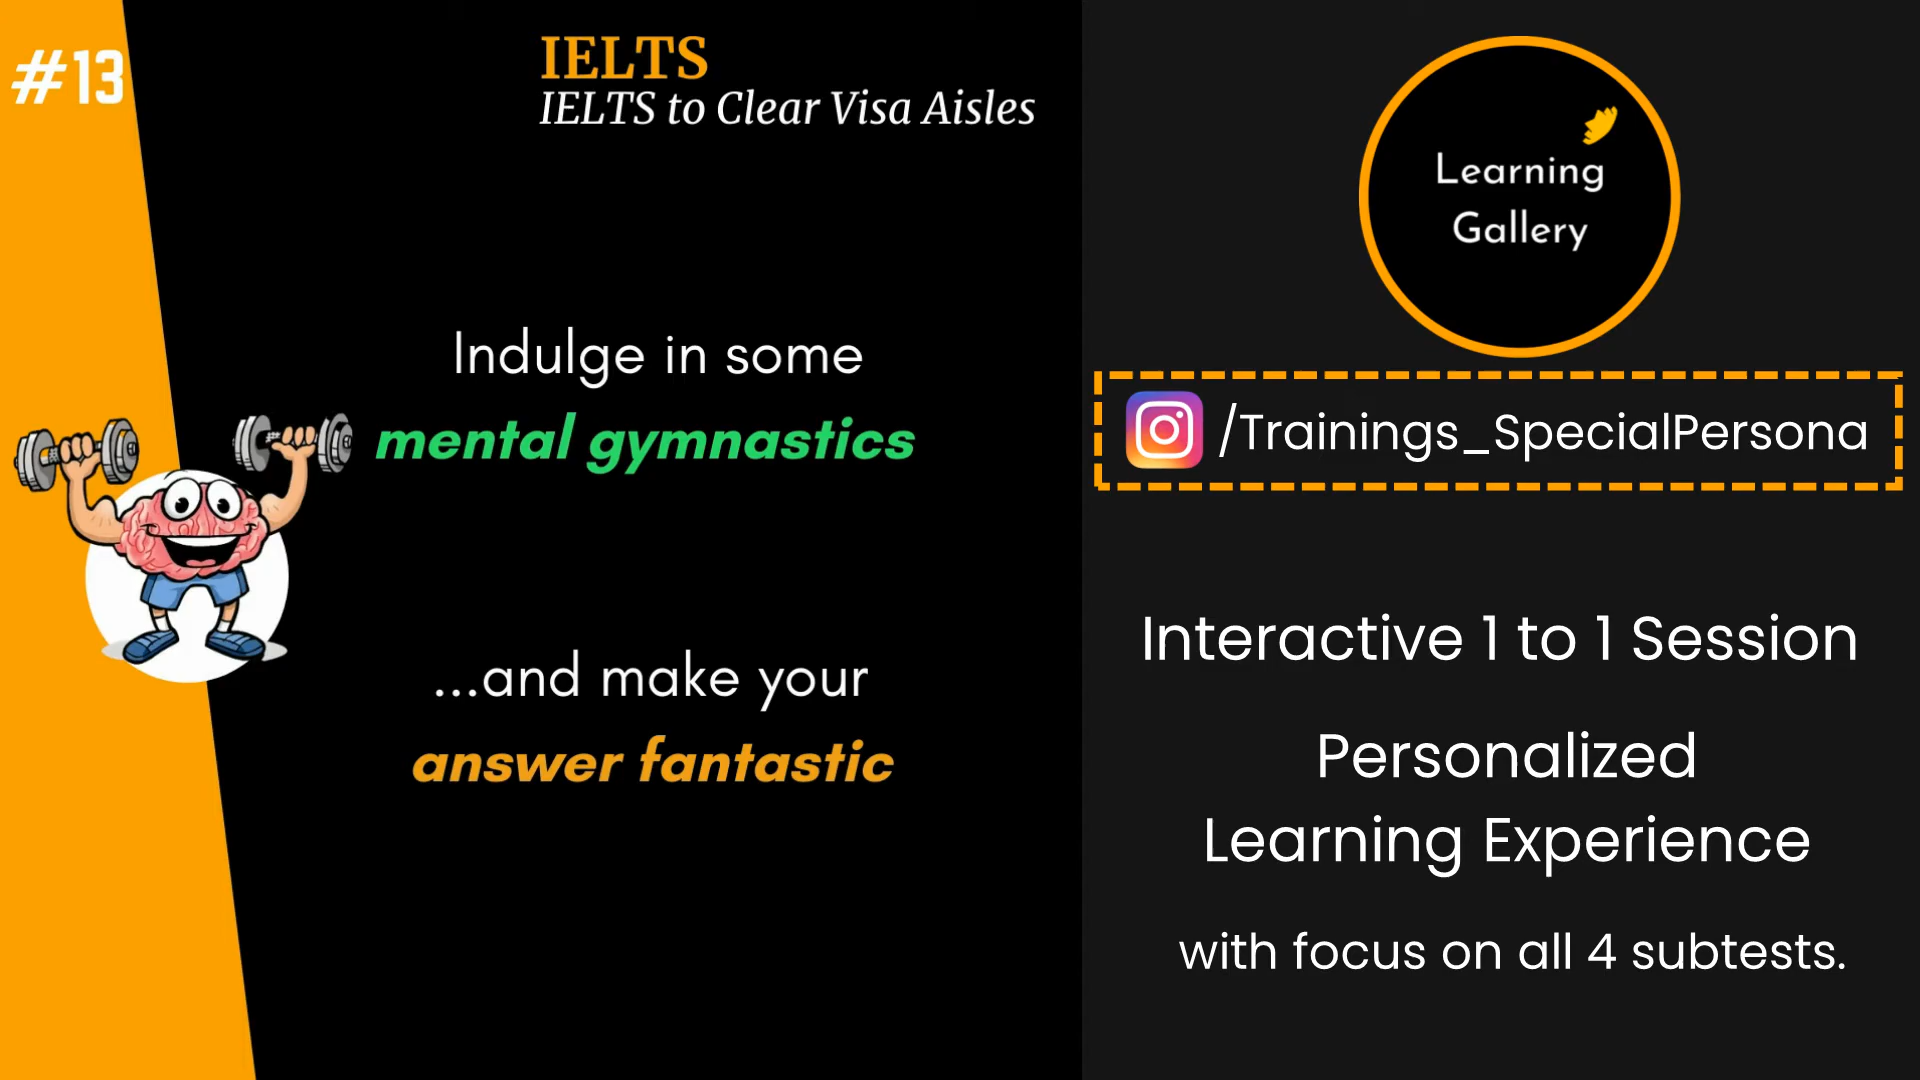 #13
IELTS
IELTS to Clear Visa Aisles
Indulge in some
mental gymnastics
...and make your
answer fantastic
Learning
Gallery
/Trainings_SpecialPersona
Interactive 1 to 1 Session
Personalized
Learning Experience
with focus on all 4 subtests.